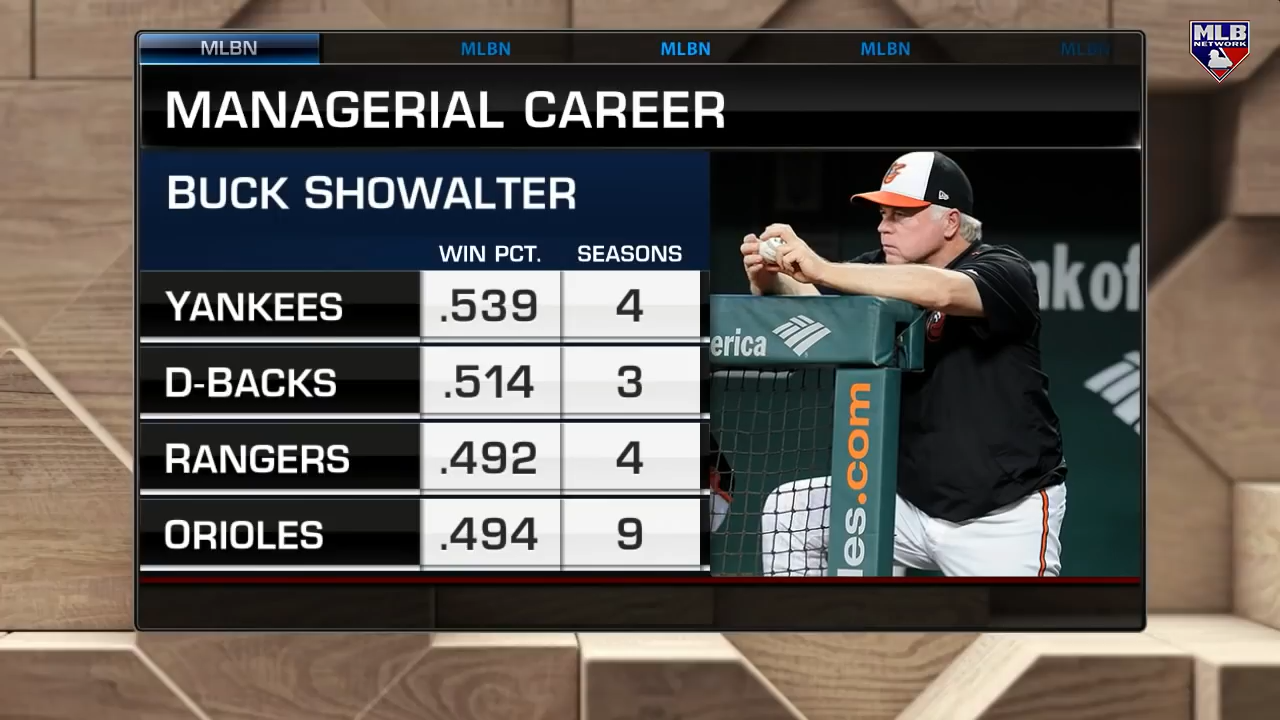 MLBN MLBN MLBN MLBN MLBN
MLB
NETWORK
MANAGERIAL CAREER
BUCK SHOWALTER
WIN PCT. SEASONS
YANKEES .539 4
D-BACKS .514 3
RANGERS .492 4
ORIOLES .494 9
nk of
erica
les.com